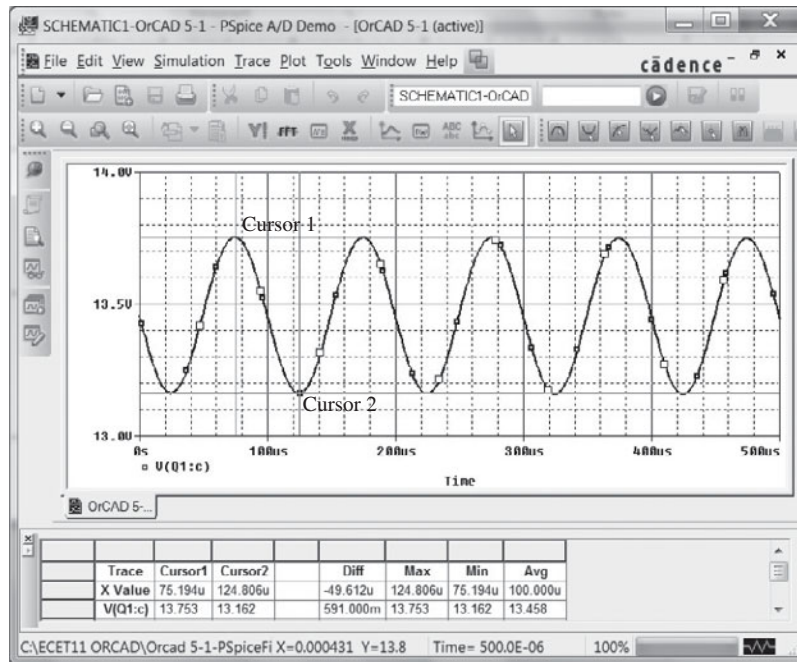 SCHEMATIC1-OrCAD 5-1 - PSpice A/D Demo - [OrCAD 5-1 (active)]
File Edit View Simulation Trace Plot Tools Window Help
cādence
SCHEMATIC1-OrCAD
14.0V
Cursor 1
13.5V
Cursor 2
13.0V
0s 100us 200us 300us 400us 500us
V(Q1:c)
Time
OrCAD 5-...
Trace Cursor1 Cursor2 Diff Max Min Avg
X Value 75.194u 124.806u -49.612u 124.806u 75.194u 100.000u
V(Q1:c) 13.753 13.162 591.000m 13.753 13.162 13.458
C:\ECET11 ORCAD\Orcad 5-1-PSpiceFi X=0.000431 Y=13.8 Time= 500.0E-06 100%